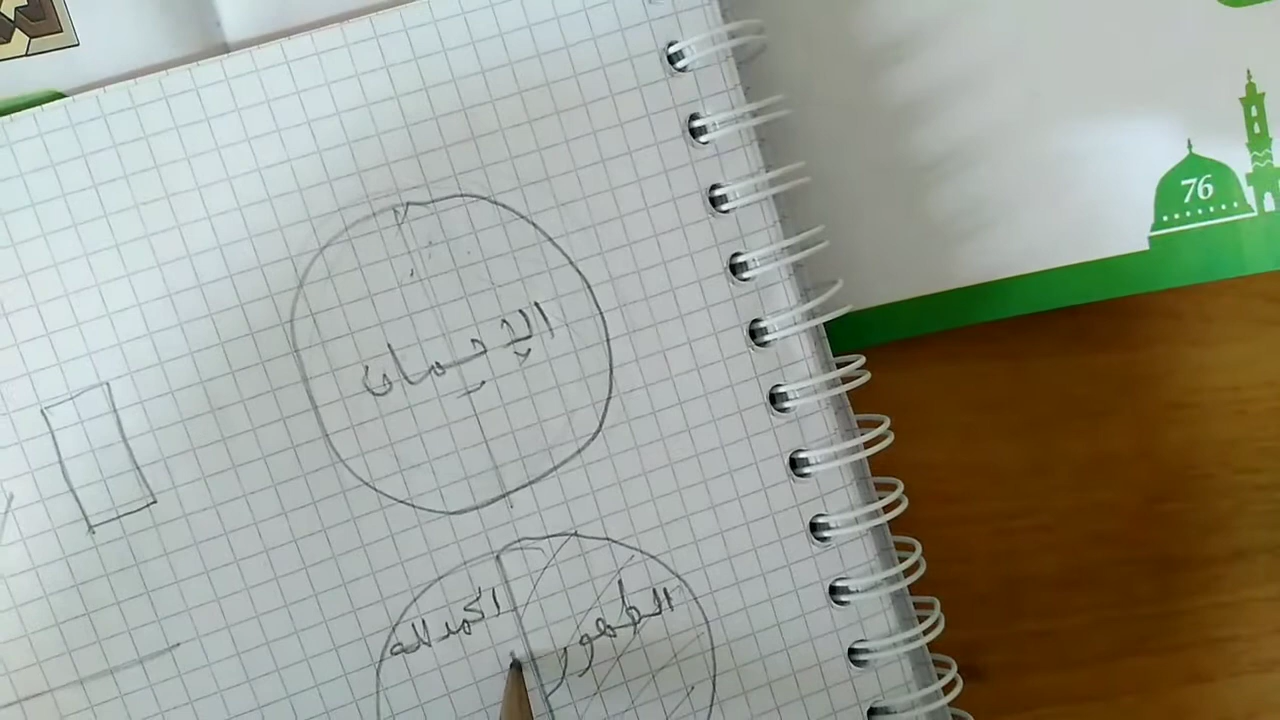 76
الإيمان
الطهور
الحمد لله